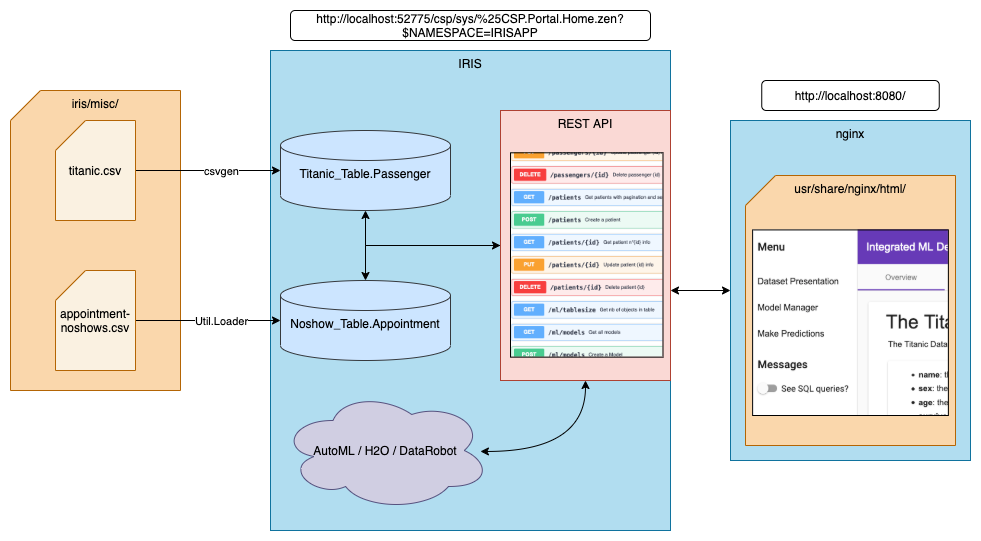 http://localhost:52775/csp/sys/%25CSP.Portal.Home.zen?
$NAMESPACE=IRISAPP
IRIS
iris/misc/
titanic.csv
csvgen
Titanic_Table.Passenger
appointment-
noshows.csv
Util.Loader
Noshow_Table.Appointment
AutoML / H2O / DataRobot
REST API
/passengers/{id}
DELETE /passengers/{id} Delete passenger {id}
GET /patients Get patients with pagination and
POST /patients Create a patient
GET /patients/{id} Get patient n°{id} info
PUT /patients/{id} Update patient {id} info
DELETE /patients/{id} Delete patient {id}
GET /ml/tablesize Get nb of objects in table
GET /ml/models Get all models
POST /ml/models Create a Model
http://localhost:8080/
nginx
usr/share/nginx/html/
Menu
Dataset Presentation
Model Manager
Make Predictions
Messages
See SQL queries?
Integrated ML De
Overview
The Tita
The Titanic Data
• name: th
• sex: the
• age: the